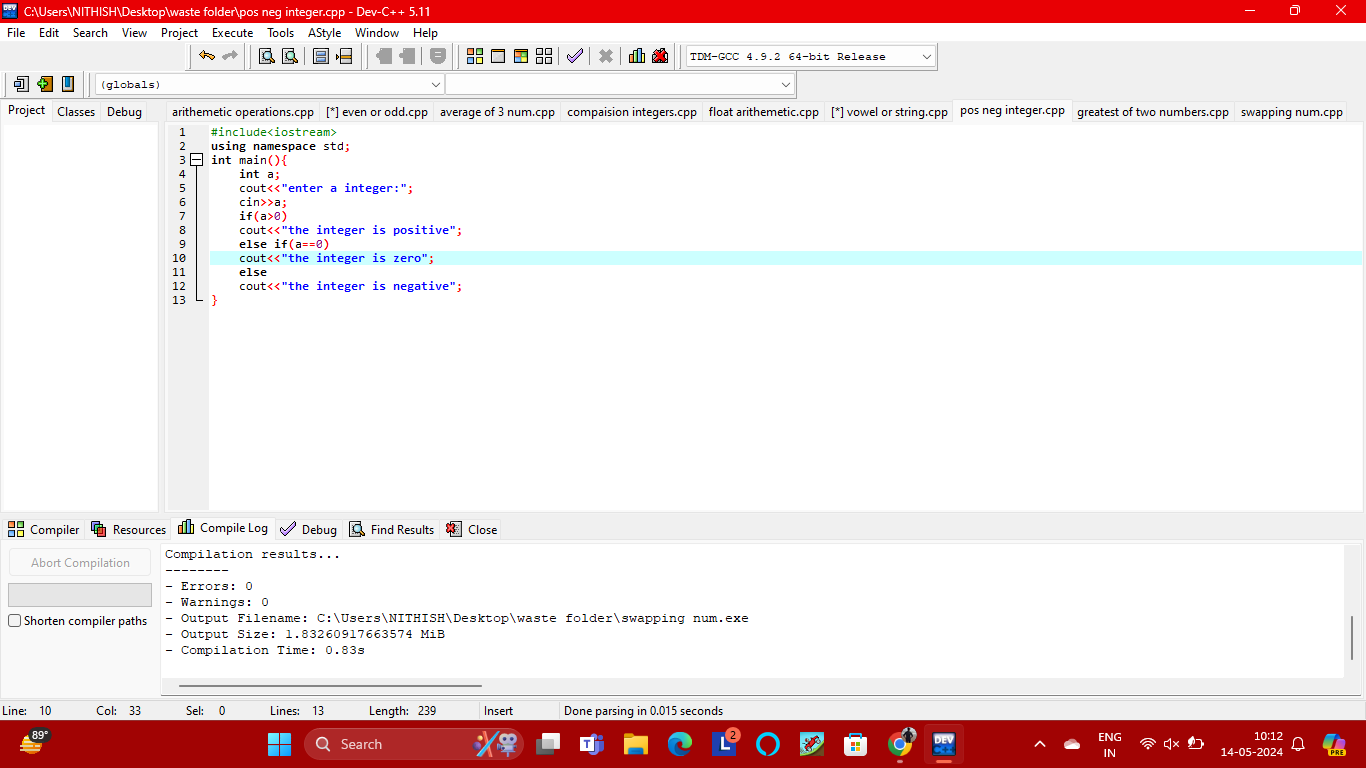 C:\Users\NITHISH\Desktop\waste folder\pos neg integer.cpp - Dev-C++ 5.11
File Edit Search View Project Execute Tools AStyle Window Help
TDM-GCC 4.9.2 64-bit Release
(globals)
Project Classes Debug
arithemetic operations.cpp [*] even or odd.cpp average of 3 num.cpp compaision integers.cpp float arithemetic.cpp [*] vowel or string.cpp pos neg integer.cpp greatest of two numbers.cpp swapping num.cpp
1 #include<iostream>
2 using namespace std;
3 int main(){
4 int a;
5 cout<<"enter a integer:";
6 cin>>a;
7 if(a>0)
8 cout<<"the integer is positive";
9 else if(a==0)
10 cout<<"the integer is zero";
11 else
12 cout<<"the integer is negative";
13 }
Compiler Resources Compile Log Debug Find Results Close
Abort Compilation
Shorten compiler paths
Compilation results...
--------
- Errors: 0
- Warnings: 0
- Output Filename: C:\Users\NITHISH\Desktop\waste folder\swapping num.exe
- Output Size: 1.83260917663574 MiB
- Compilation Time: 0.83s
Line: 10 Col: 33 Sel: 0 Lines: 13 Length: 239 Insert Done parsing in 0.015 seconds
89°
Search
2
DEV
ENG
IN
10:12
14-05-2024
PRE